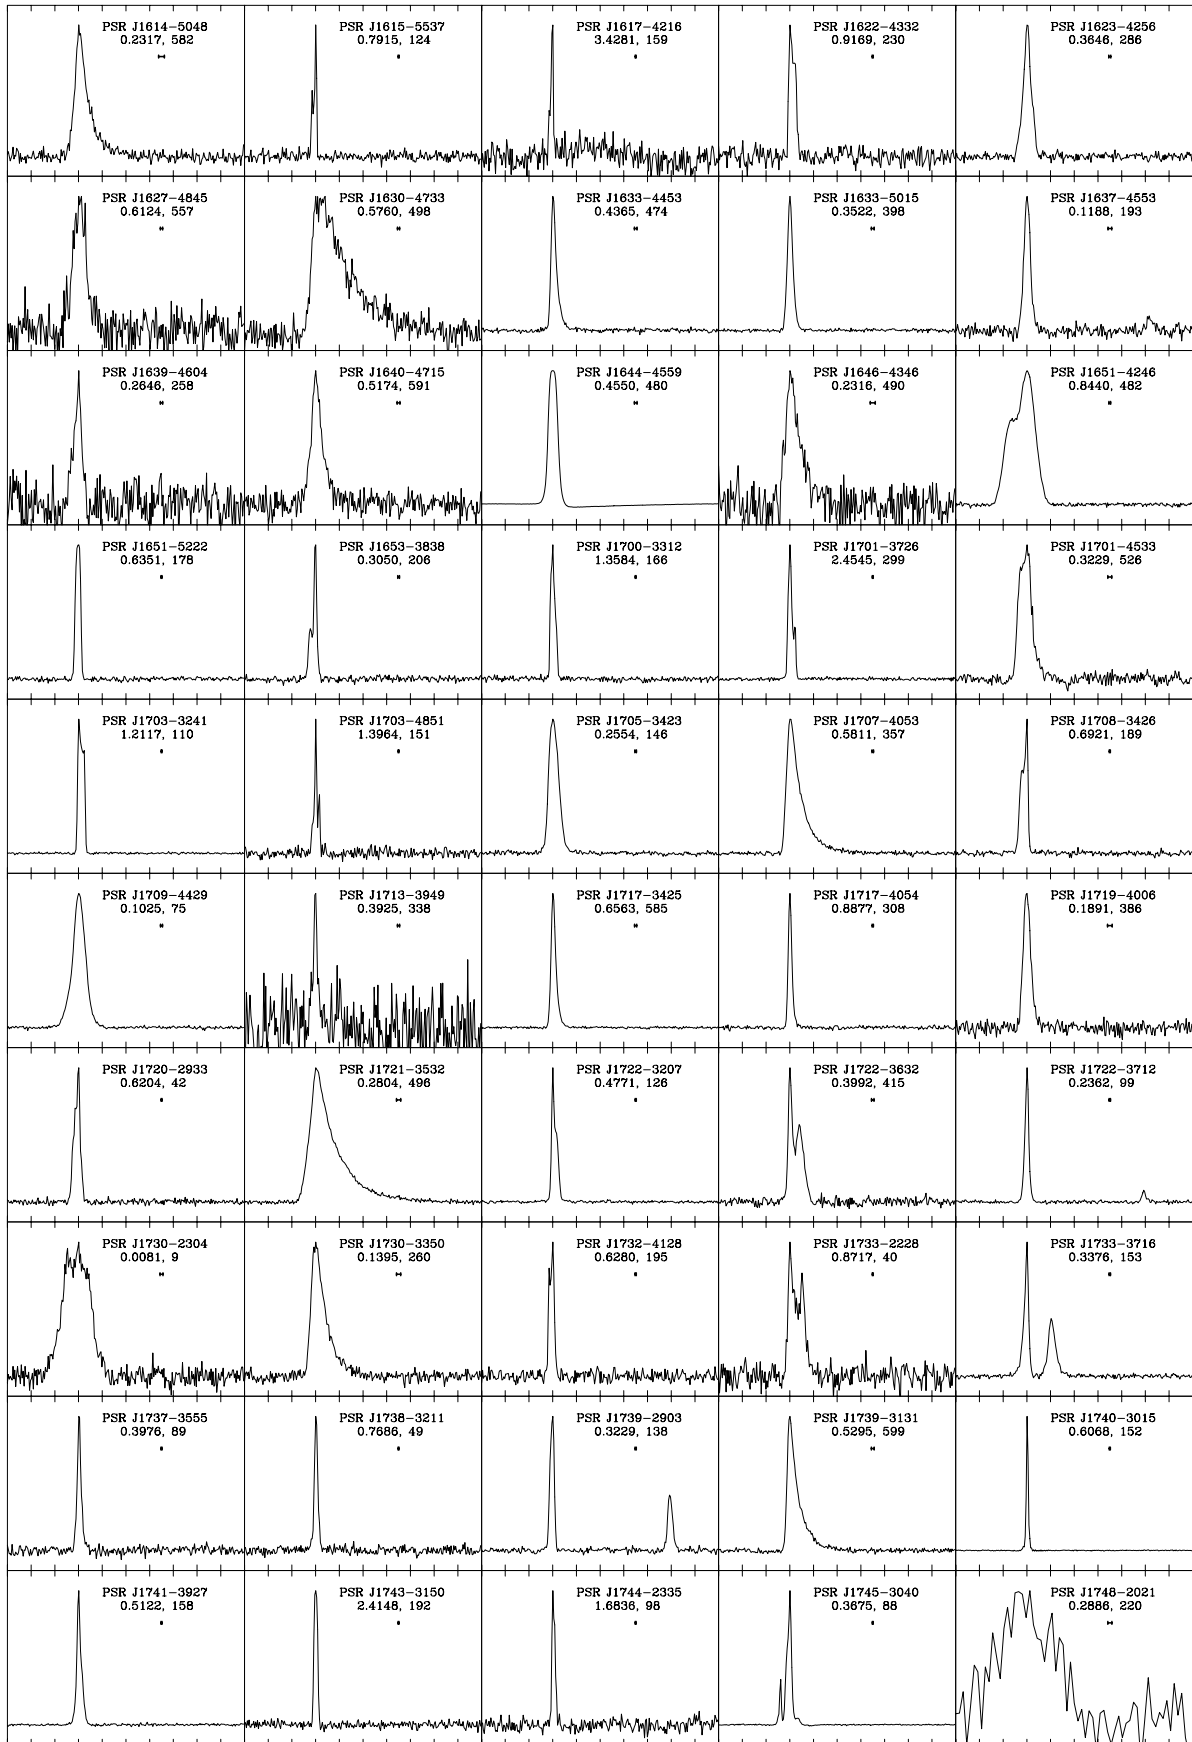 PSR J1614-5048
0.2317, 582
PSR J1615-5537
0.7915, 124
PSR J1617-4216
3.4281, 159
PSR J1622-4332
0.9169, 230
PSR J1623-4256
0.3646, 286
PSR J1627-4845
0.6124, 557
PSR J1630-4733
0.5760, 498
PSR J1633-4453
0.4365, 474
PSR J1633-5015
0.3522, 398
PSR J1637-4553
0.1188, 193
PSR J1639-4604
0.2646, 258
PSR J1640-4715
0.5174, 591
PSR J1644-4559
0.4550, 480
PSR J1646-4346
0.2316, 490
PSR J1651-4246
0.8440, 482
PSR J1651-5222
0.6351, 178
PSR J1653-3838
0.3050, 206
PSR J1700-3312
1.3584, 166
PSR J1701-3726
2.4545, 299
PSR J1701-4533
0.3229, 526
PSR J1703-3241
1.2117, 110
PSR J1703-4851
1.3964, 151
PSR J1705-3423
0.2554, 146
PSR J1707-4053
0.5811, 357
PSR J1708-3426
0.6921, 189
PSR J1709-4429
0.1025, 75
PSR J1713-3949
0.3925, 338
PSR J1717-3425
0.6563, 585
PSR J1717-4054
0.8877, 308
PSR J1719-4006
0.1891, 386
PSR J1720-2933
0.6204, 42
PSR J1721-3532
0.2804, 496
PSR J1722-3207
0.4771, 126
PSR J1722-3632
0.3992, 415
PSR J1722-3712
0.2362, 99
PSR J1730-2304
0.0081, 9
PSR J1730-3350
0.1395, 260
PSR J1732-4128
0.6280, 195
PSR J1733-2228
0.8717, 40
PSR J1733-3716
0.3376, 153
PSR J1737-3555
0.3976, 89
PSR J1738-3211
0.7686, 49
PSR J1739-2903
0.3229, 138
PSR J1739-3131
0.5295, 599
PSR J1740-3015
0.6068, 152
PSR J1741-3927
0.5122, 158
PSR J1743-3150
2.4148, 192
PSR J1744-2335
1.6836, 98
PSR J1745-3040
0.3675, 88
PSR J1748-2021
0.2886, 220